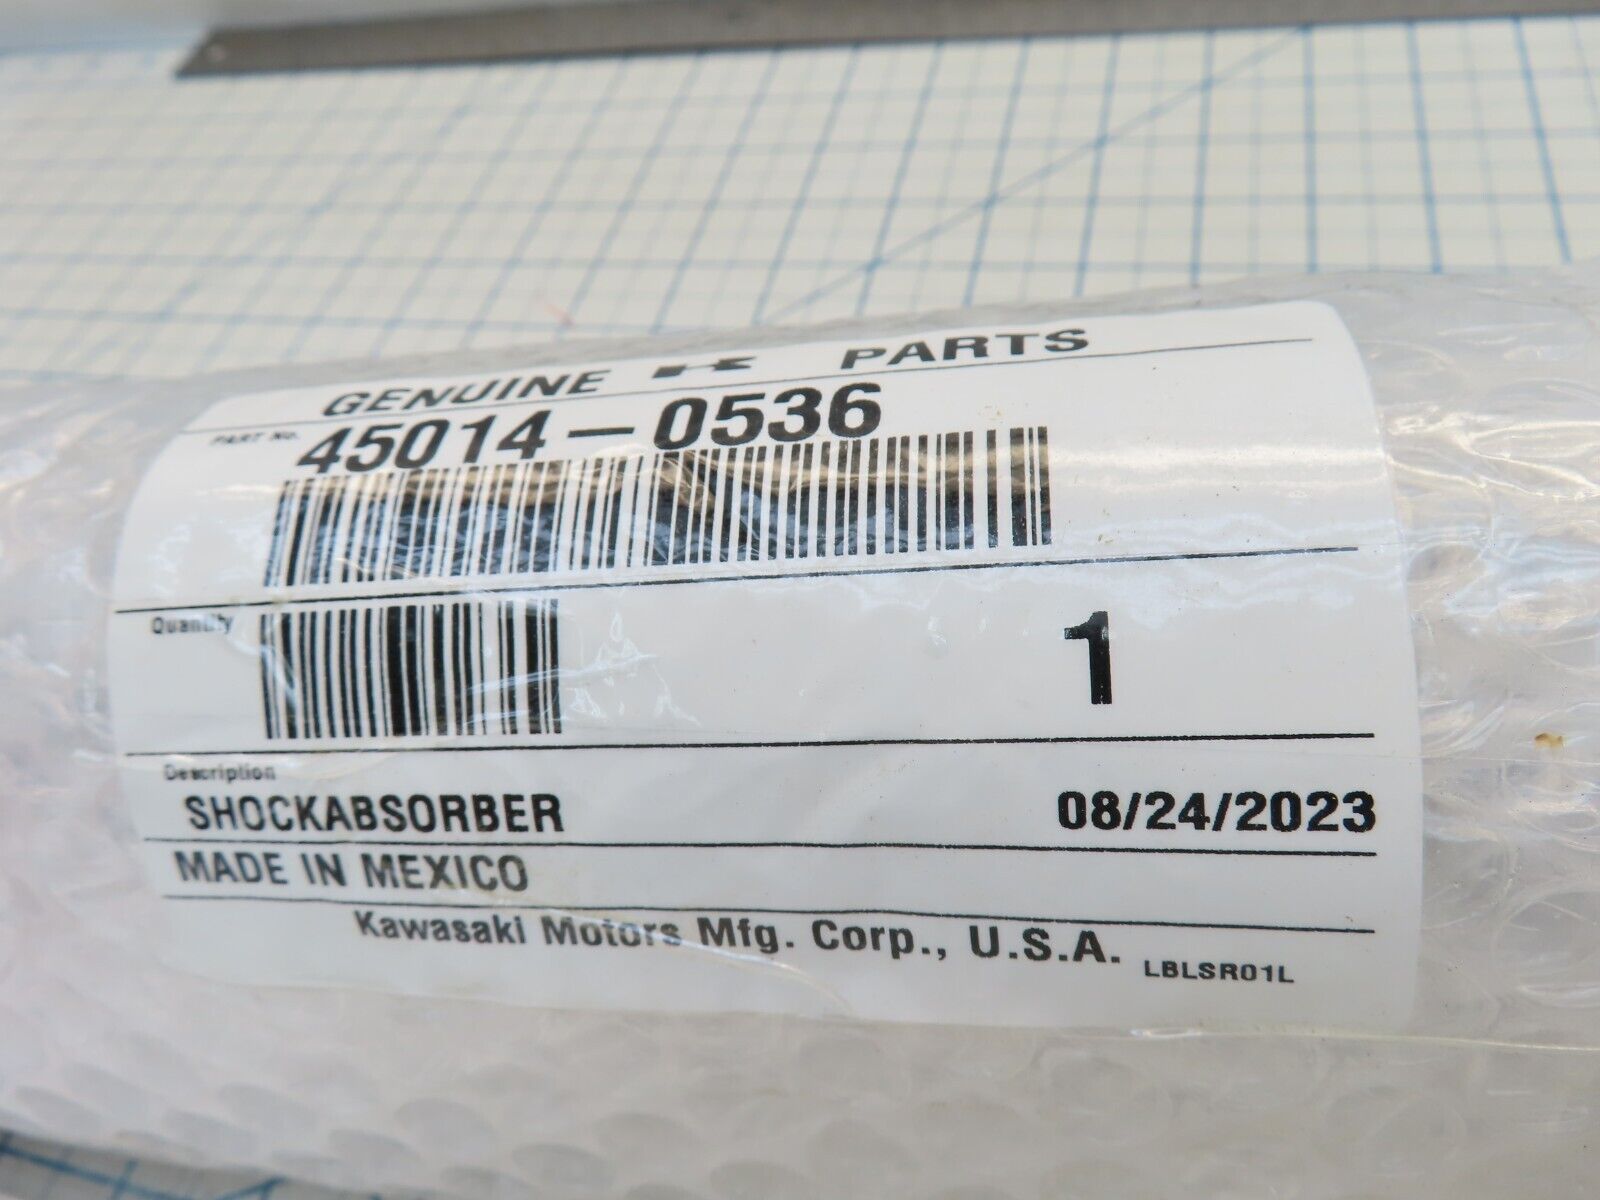 GENUINE K PARTS
PART No. 45014-0536
Quantity 1
Description
SHOCKABSORBER 08/24/2023
MADE IN MEXICO
Kawasaki Motors Mfg. Corp., U.S.A. LBLSR01L